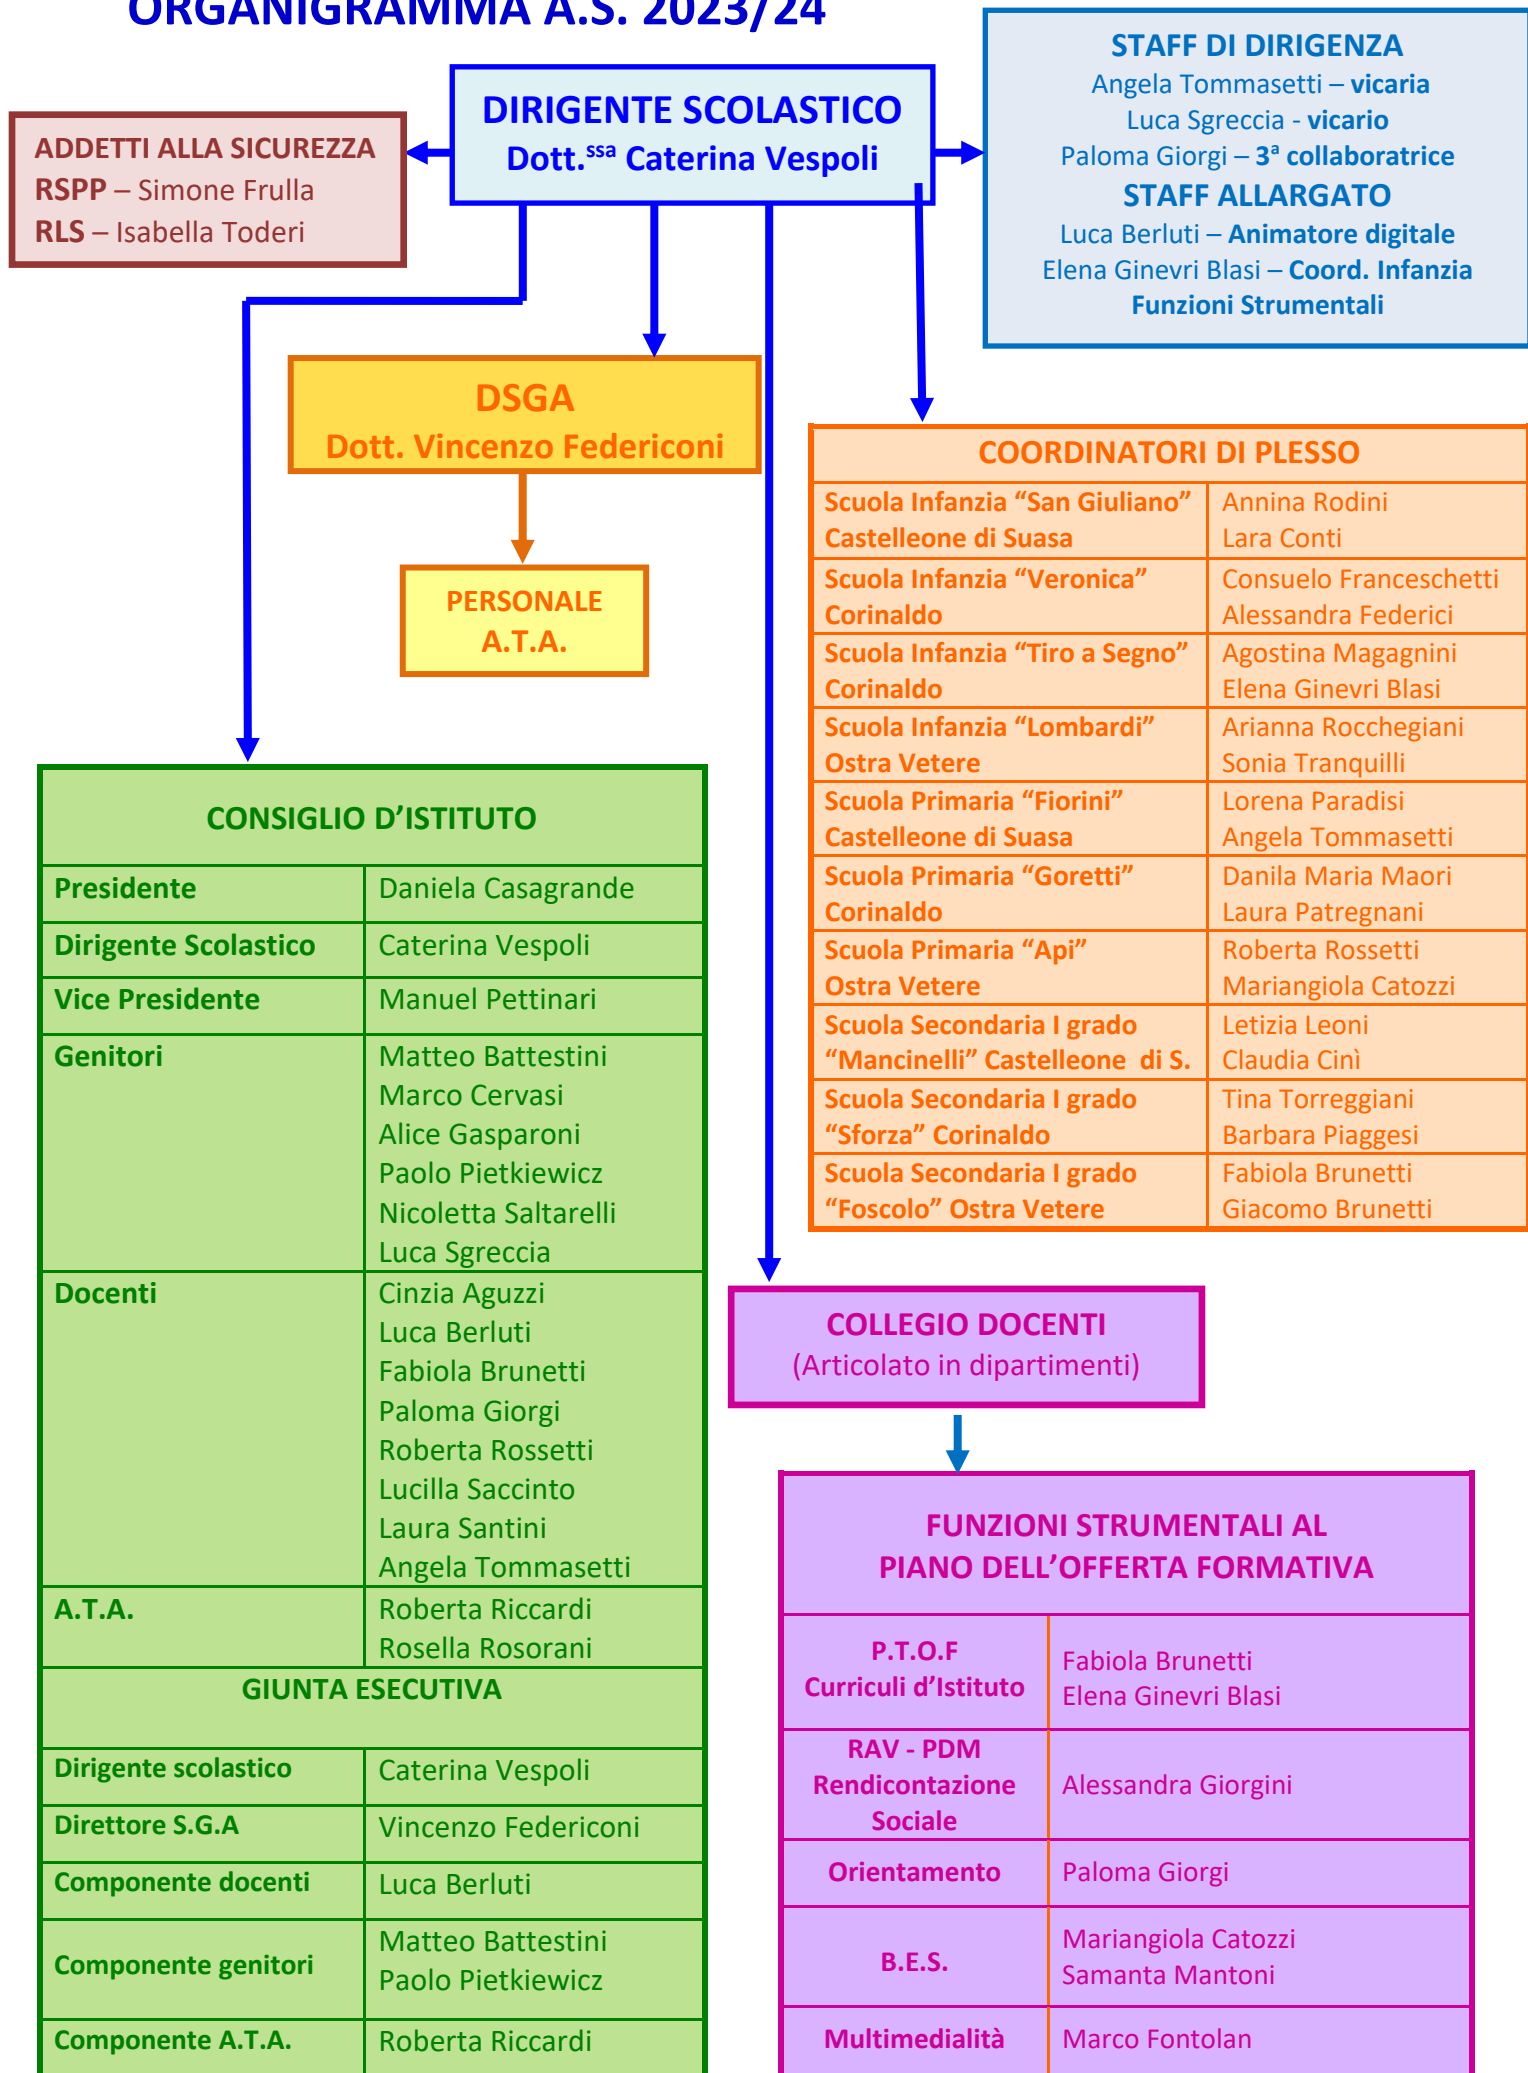 ORGANIGRAMMA A.S. 2023/24
STAFF DI DIRIGENZA
Angela Tommasetti – vicaria
Luca Sgreccia - vicario
Paloma Giorgi – 3ª collaboratrice
STAFF ALLARGATO
Luca Berluti – Animatore digitale
Elena Ginevri Blasi – Coord. Infanzia
Funzioni Strumentali
DIRIGENTE SCOLASTICO
Dott.ssa Caterina Vespoli
ADDETTI ALLA SICUREZZA
RSPP – Simone Frulla
RLS – Isabella Toderi
DSGA
Dott. Vincenzo Federiconi
PERSONALE
A.T.A.
COORDINATORI DI PLESSO
Scuola Infanzia “San Giuliano” Annina Rodini
Castelleone di Suasa Lara Conti
Scuola Infanzia “Veronica” Consuelo Franceschetti
Corinaldo Alessandra Federici
Scuola Infanzia “Tiro a Segno” Agostina Magagnini
Corinaldo Elena Ginevri Blasi
Scuola Infanzia “Lombardi” Arianna Rocchegiani
Ostra Vetere Sonia Tranquilli
Scuola Primaria “Fiorini” Lorena Paradisi
Castelleone di Suasa Angela Tommasetti
Scuola Primaria “Goretti” Danila Maria Maori
Corinaldo Laura Patregnani
Scuola Primaria “Api” Roberta Rossetti
Ostra Vetere Mariangiola Catozzi
Scuola Secondaria I grado Letizia Leoni
“Mancinelli” Castelleone di S. Claudia Cinì
Scuola Secondaria I grado Tina Torreggiani
“Sforza” Corinaldo Barbara Piaggesi
Scuola Secondaria I grado Fabiola Brunetti
“Foscolo” Ostra Vetere Giacomo Brunetti
CONSIGLIO D’ISTITUTO
Presidente Daniela Casagrande
Dirigente Scolastico Caterina Vespoli
Vice Presidente Manuel Pettinari
Genitori Matteo Battestini
Marco Cervasi
Alice Gasparoni
Paolo Pietkiewicz
Nicoletta Saltarelli
Luca Sgreccia
Docenti Cinzia Aguzzi
Luca Berluti
Fabiola Brunetti
Paloma Giorgi
Roberta Rossetti
Lucilla Saccinto
Laura Santini
Angela Tommasetti
A.T.A. Roberta Riccardi
Rosella Rosorani
GIUNTA ESECUTIVA
Dirigente scolastico Caterina Vespoli
Direttore S.G.A Vincenzo Federiconi
Componente docenti Luca Berluti
Componente genitori Matteo Battestini
Paolo Pietkiewicz
Componente A.T.A. Roberta Riccardi
COLLEGIO DOCENTI
(Articolato in dipartimenti)
FUNZIONI STRUMENTALI AL
PIANO DELL’OFFERTA FORMATIVA
P.T.O.F Fabiola Brunetti
Curriculi d’Istituto Elena Ginevri Blasi
RAV - PDM
Rendicontazione Alessandra Giorgini
Sociale
Orientamento Paloma Giorgi
B.E.S. Mariangiola Catozzi
Samanta Mantoni
Multimedialità Marco Fontolan